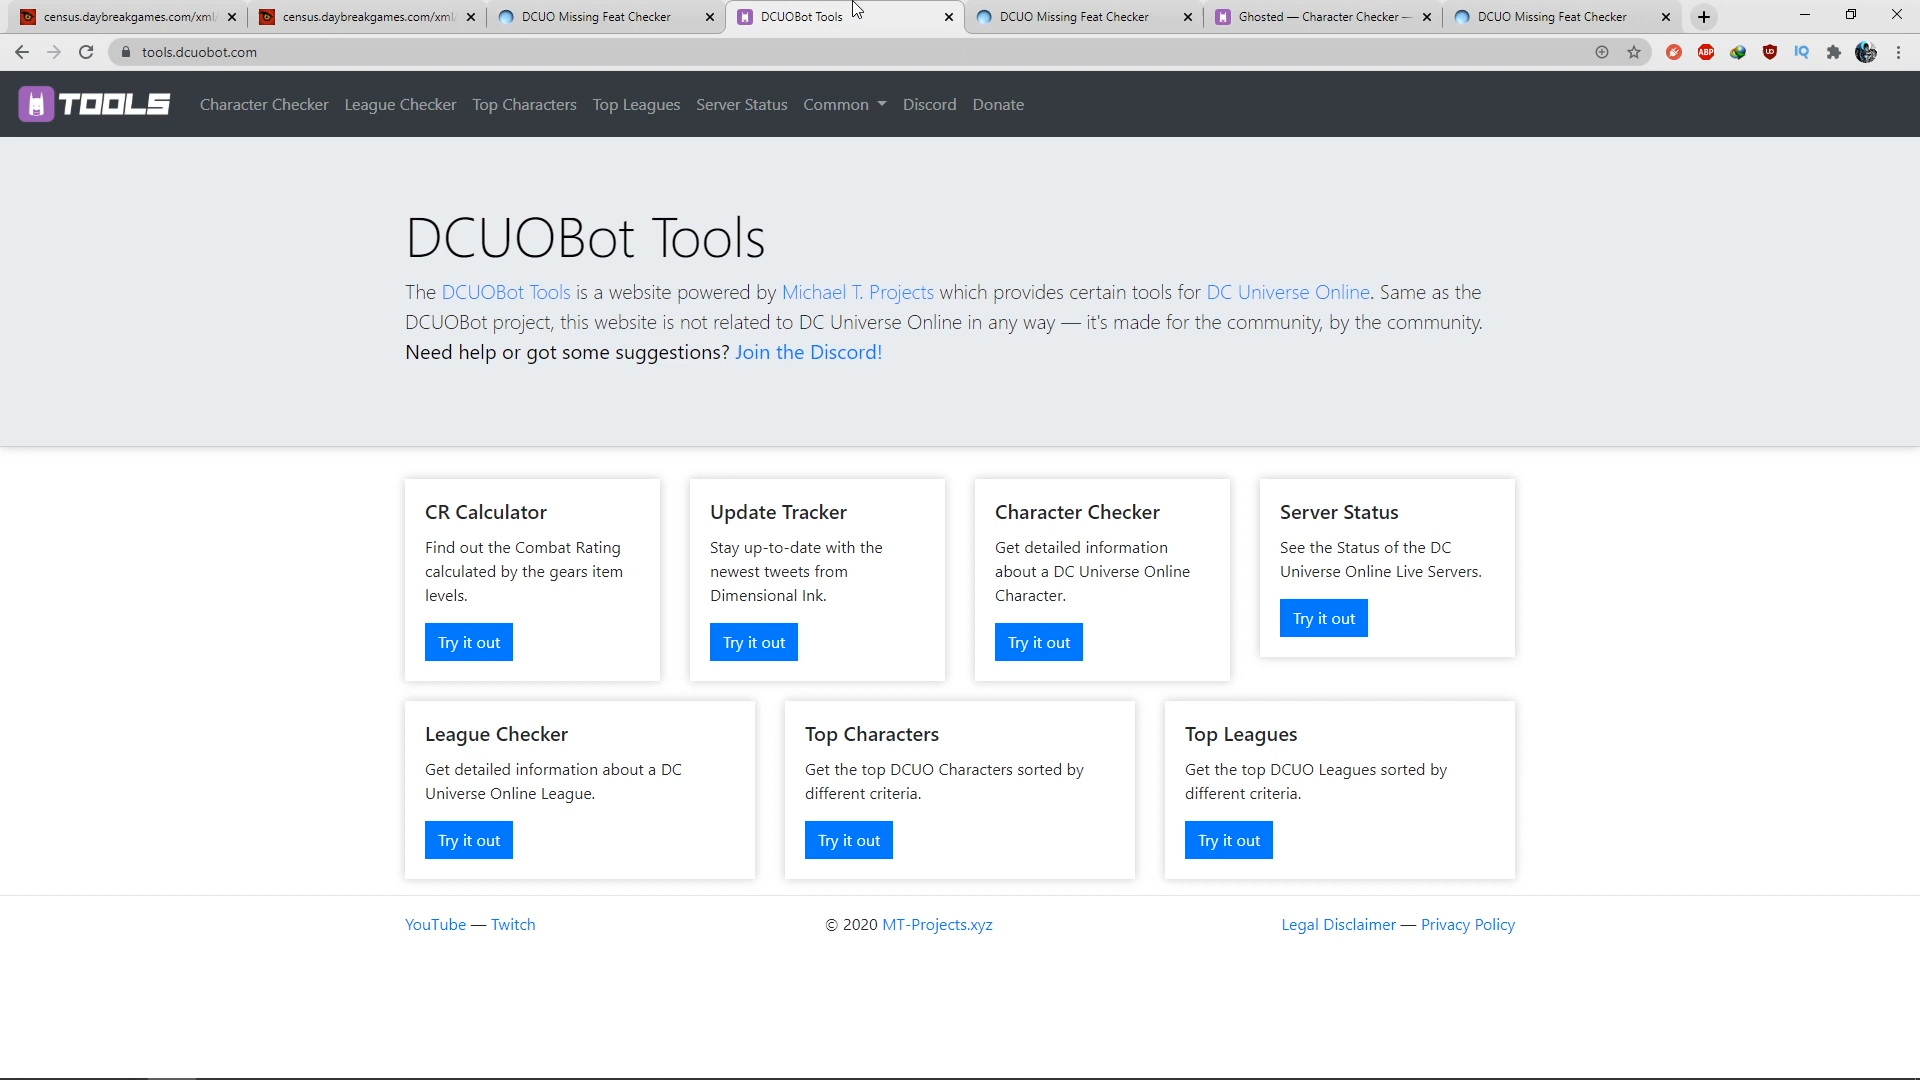 census.daybreakgames.com/xml/
census.daybreakgames.com/xml/
DCUO Missing Feat Checker
DCUOBot Tools
DCUO Missing Feat Checker
Ghosted — Character Checker —
DCUO Missing Feat Checker
tools.dcuobot.com
ABP
IQ
TOOLS
Character Checker
League Checker
Top Characters
Top Leagues
Server Status
Common
Discord
Donate
DCUOBot Tools
The DCUOBot Tools is a website powered by Michael T. Projects which provides certain tools for DC Universe Online. Same as the
DCUOBot project, this website is not related to DC Universe Online in any way — it's made for the community, by the community.
Need help or got some suggestions? Join the Discord!
CR Calculator
Find out the Combat Rating
calculated by the gears item
levels.
Try it out
Update Tracker
Stay up-to-date with the
newest tweets from
Dimensional Ink.
Try it out
Character Checker
Get detailed information
about a DC Universe Online
Character.
Try it out
Server Status
See the Status of the DC
Universe Online Live Servers.
Try it out
League Checker
Get detailed information about a DC
Universe Online League.
Try it out
Top Characters
Get the top DCUO Characters sorted by
different criteria.
Try it out
Top Leagues
Get the top DCUO Leagues sorted by
different criteria.
Try it out
YouTube — Twitch
© 2020 MT-Projects.xyz
Legal Disclaimer — Privacy Policy